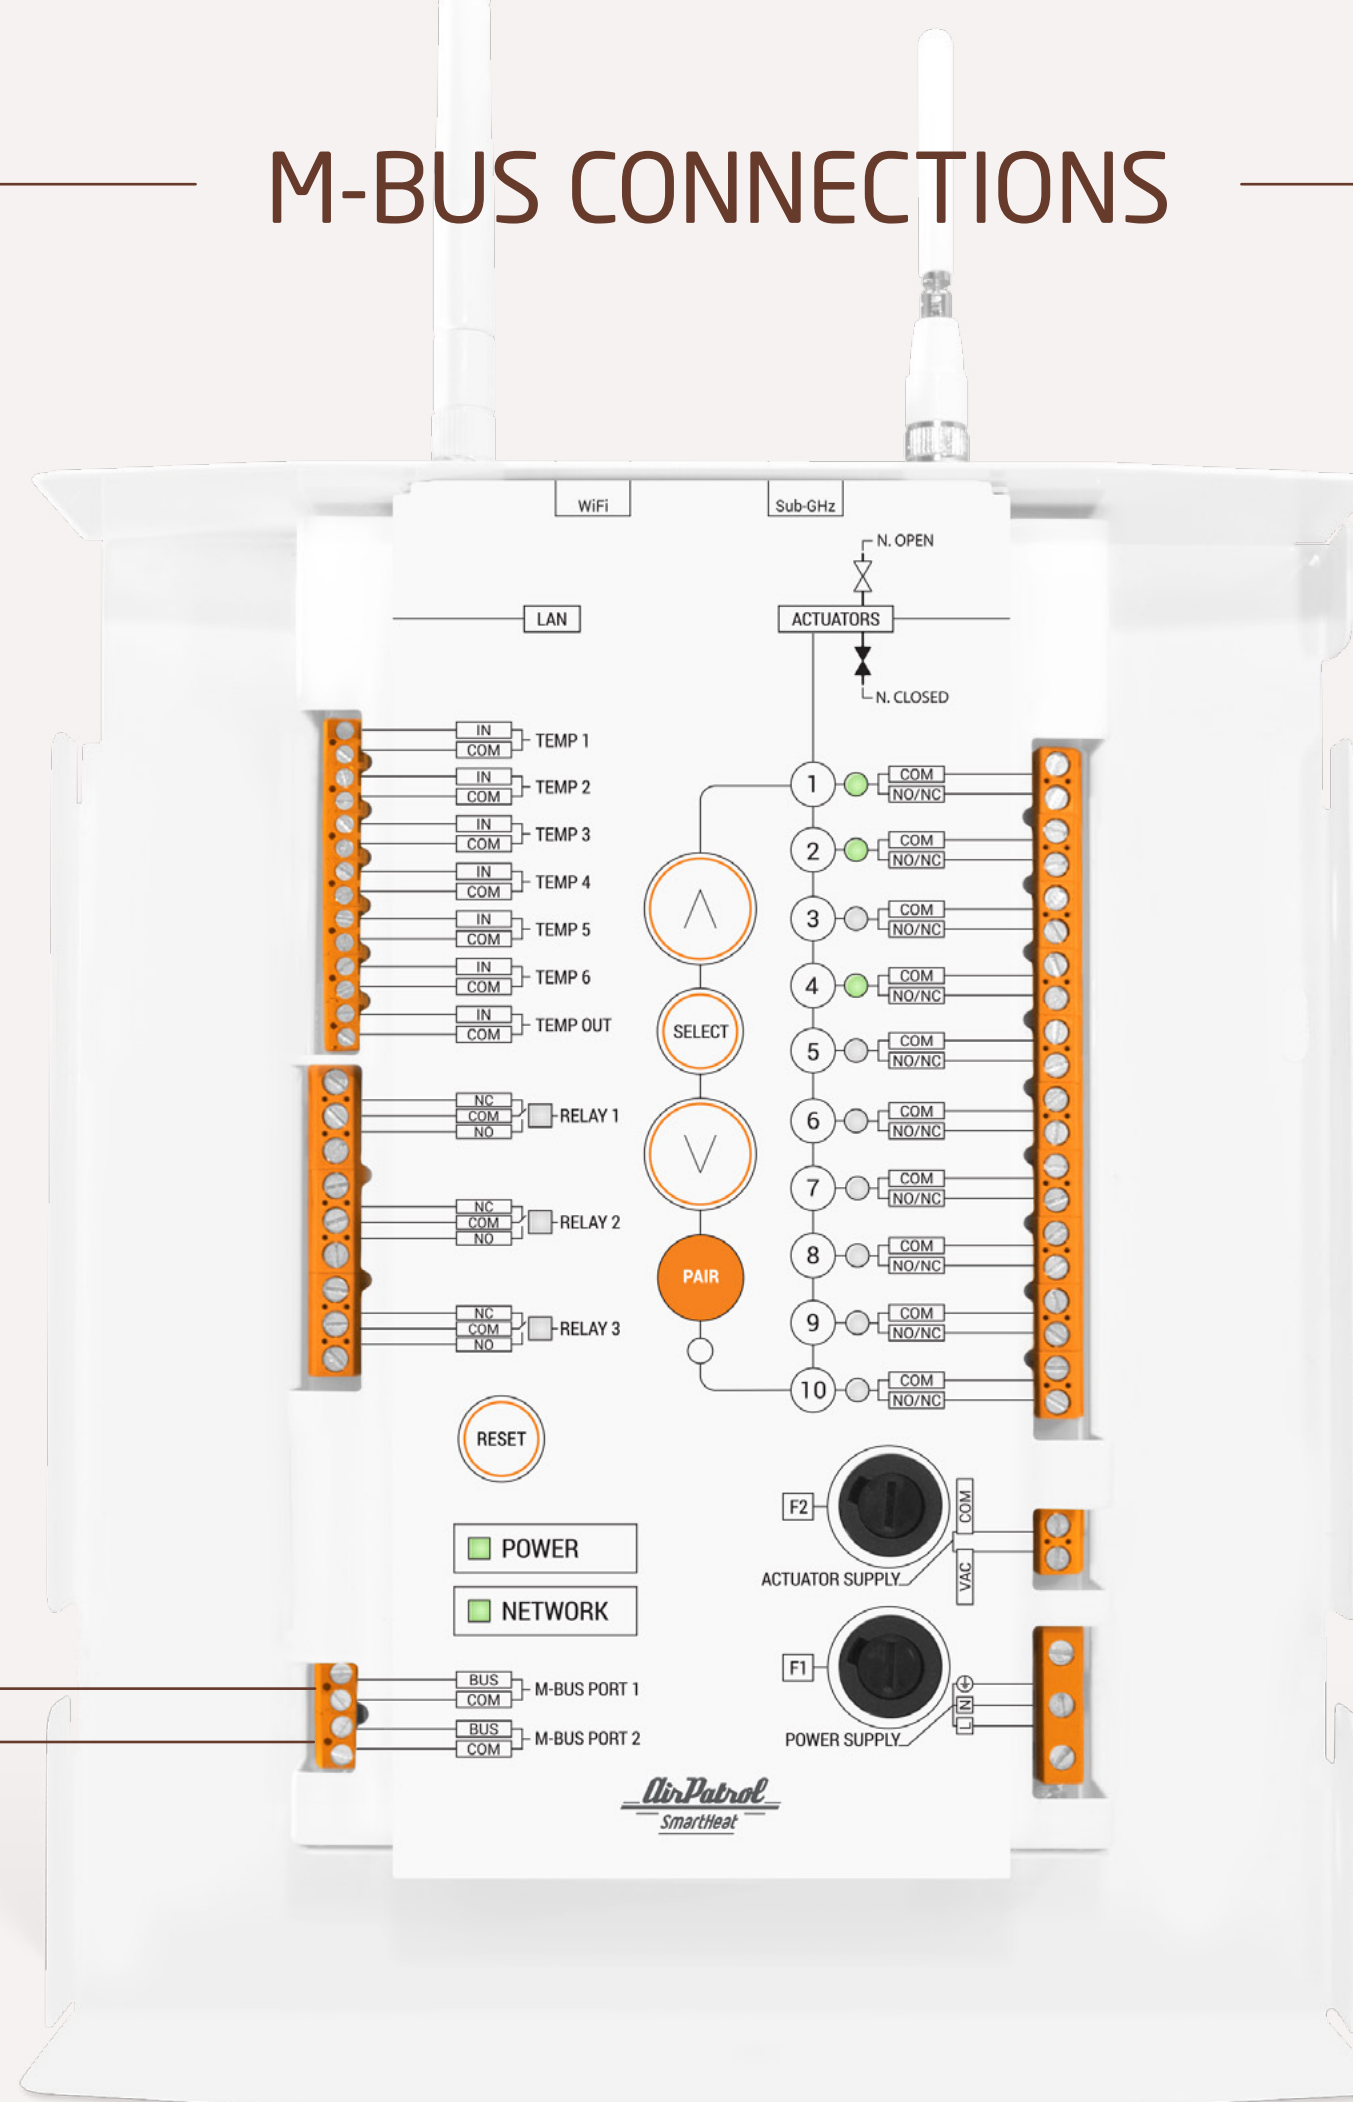 M-BUS CONNECTIONS
WiFi
Sub-GHz
N. OPEN
LAN
ACTUATORS
N. CLOSED
IN
COM
TEMP 1
IN
COM
TEMP 2
IN
COM
TEMP 3
IN
COM
TEMP 4
IN
COM
TEMP 5
IN
COM
TEMP 6
IN
COM
TEMP OUT
NC
COM
NO
RELAY 1
NC
COM
NO
RELAY 2
NC
COM
NO
RELAY 3
RESET
POWER
NETWORK
BUS
COM
M-BUS PORT 1
BUS
COM
M-BUS PORT 2
SELECT
PAIR
1
COM
NO/NC
2
COM
NO/NC
3
COM
NO/NC
4
COM
NO/NC
5
COM
NO/NC
6
COM
NO/NC
7
COM
NO/NC
8
COM
NO/NC
9
COM
NO/NC
10
COM
NO/NC
F2
COM
VAC
ACTUATOR SUPPLY
F1
L N
POWER SUPPLY
AirPatrol
SmartHeat